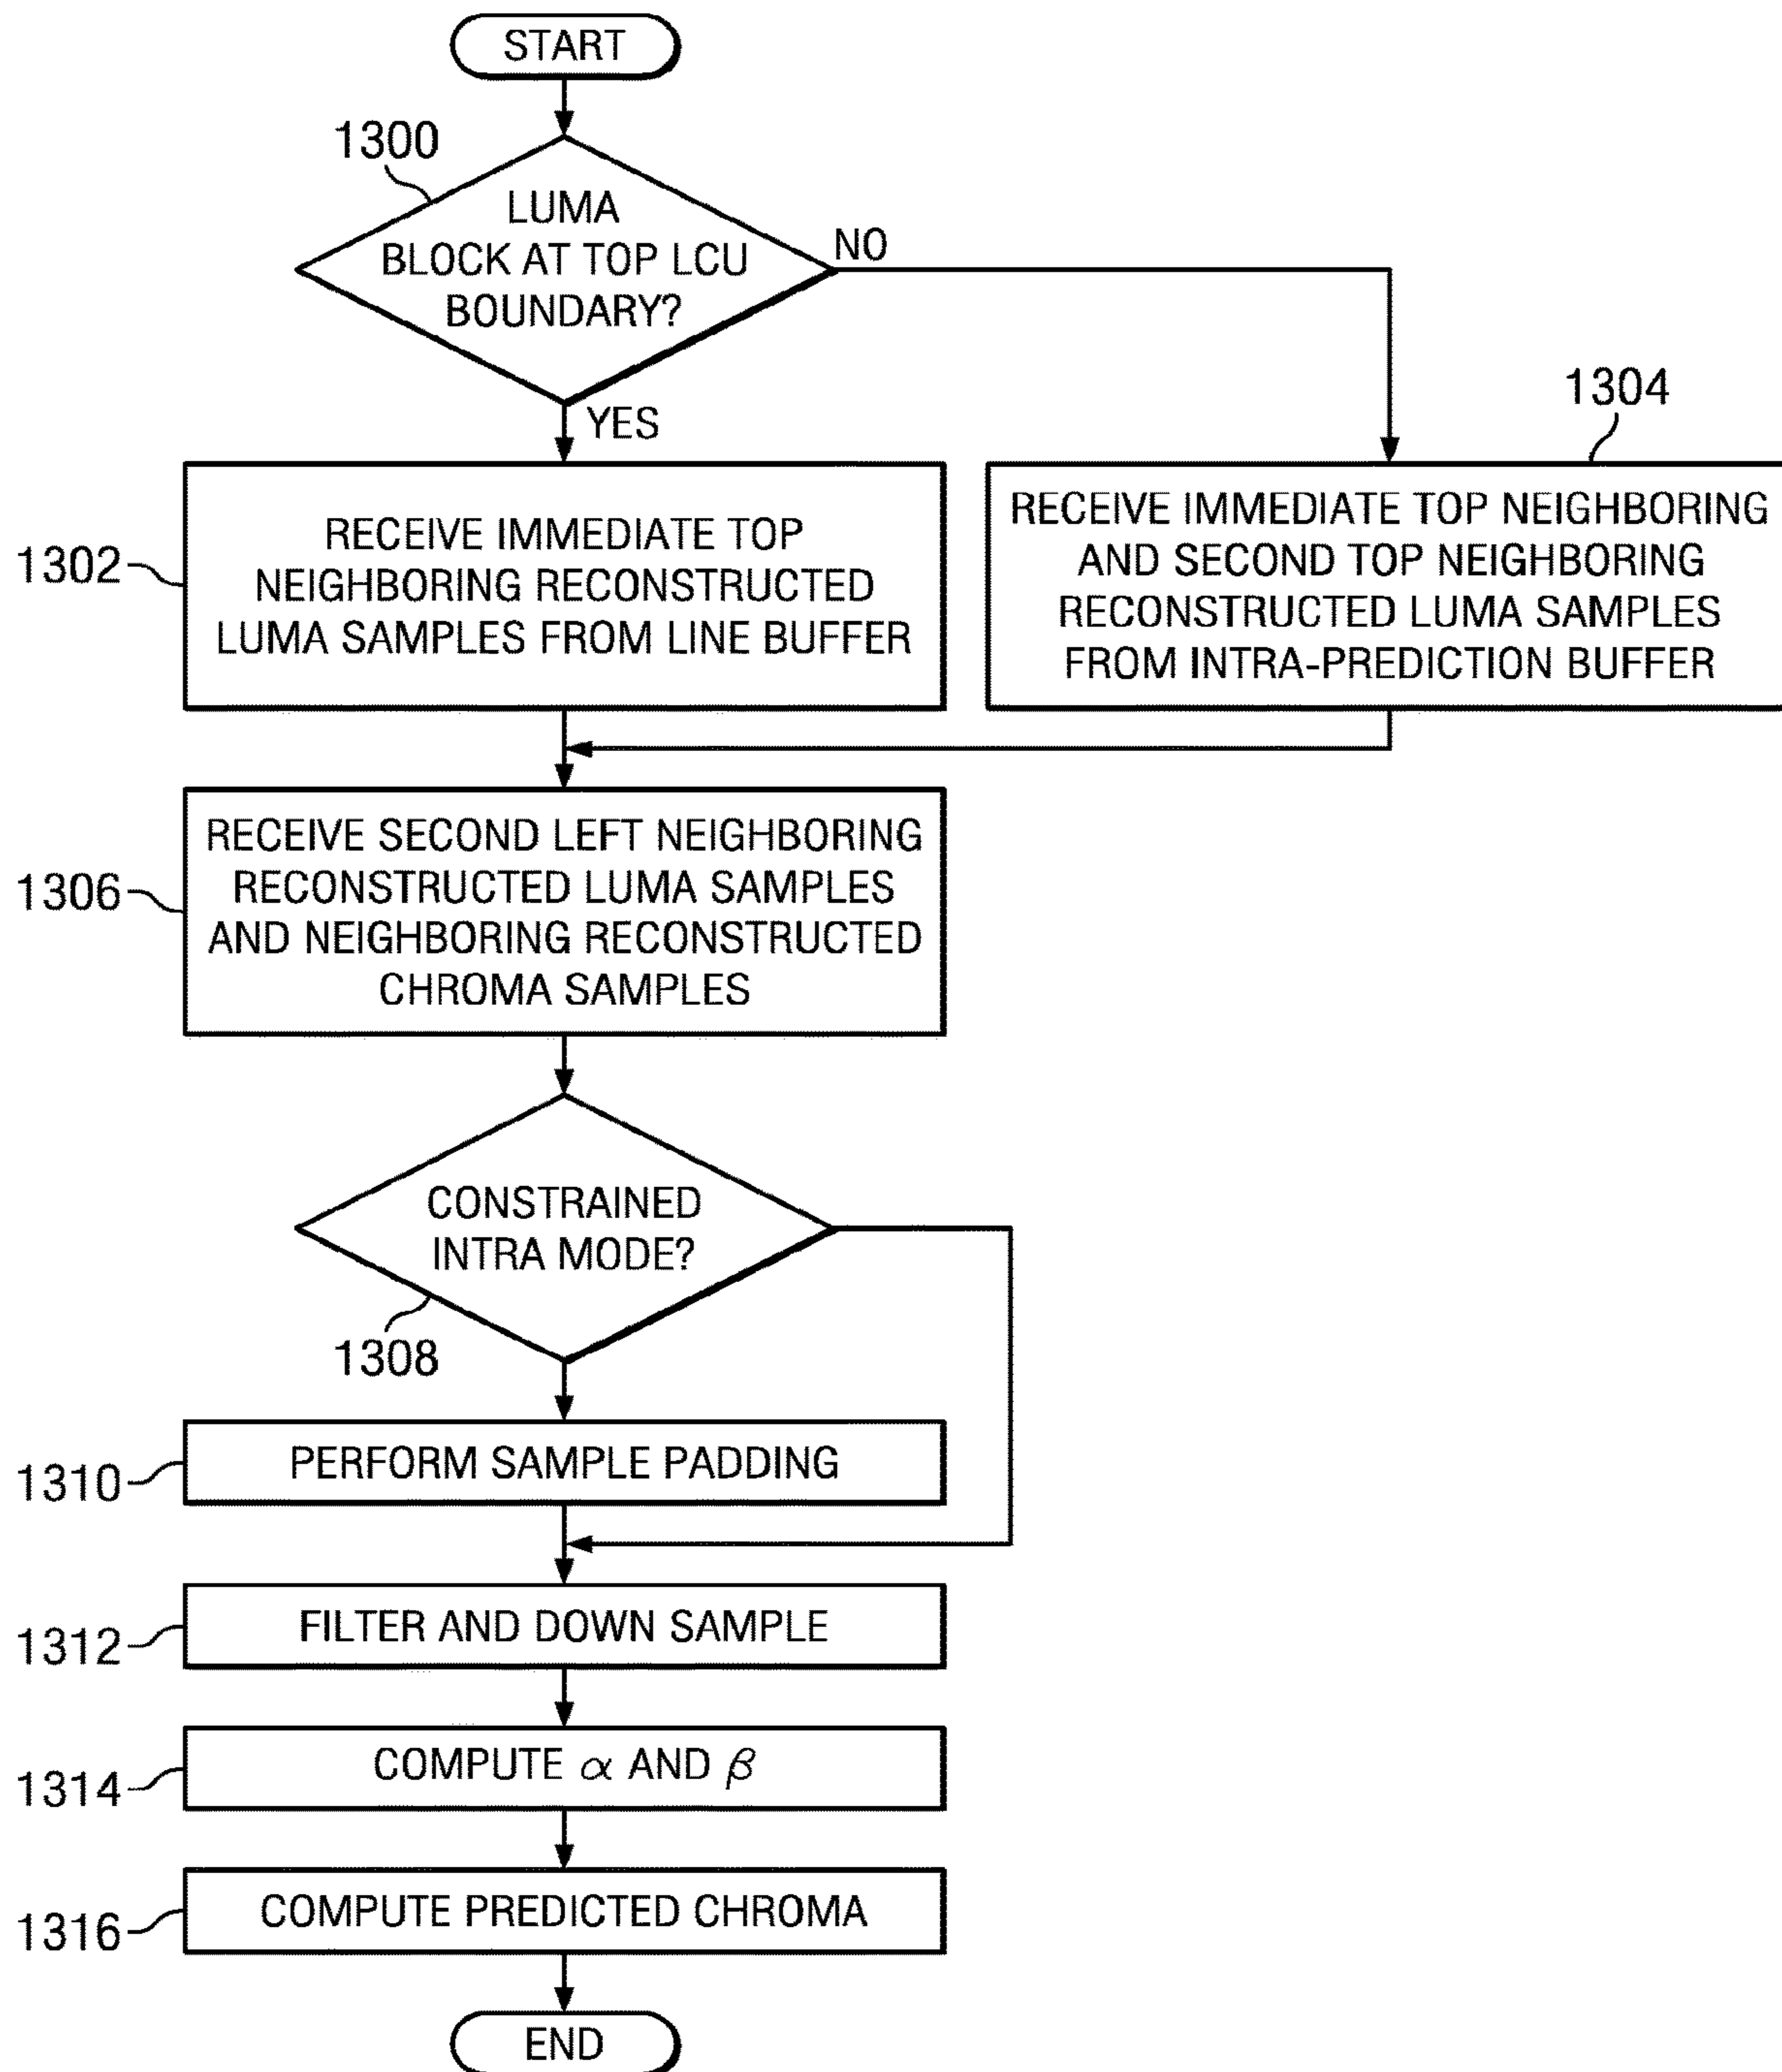 START
1300
LUMA
BLOCK AT TOP LCU
BOUNDARY?
NO
YES
1304
1302
RECEIVE IMMEDIATE TOP
NEIGHBORING RECONSTRUCTED
LUMA SAMPLES FROM LINE BUFFER
RECEIVE IMMEDIATE TOP NEIGHBORING
AND SECOND TOP NEIGHBORING
RECONSTRUCTED LUMA SAMPLES
FROM INTRA-PREDICTION BUFFER
1306
RECEIVE SECOND LEFT NEIGHBORING
RECONSTRUCTED LUMA SAMPLES
AND NEIGHBORING RECONSTRUCTED
CHROMA SAMPLES
CONSTRAINED
INTRA MODE?
1308
1310
PERFORM SAMPLE PADDING
1312
FILTER AND DOWN SAMPLE
1314
COMPUTE α AND β
1316
COMPUTE PREDICTED CHROMA
END